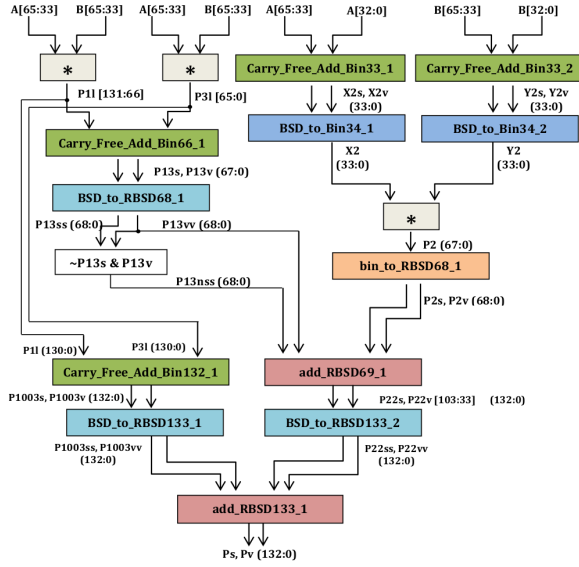 A[65:33] B[65:33] A[65:33] B[65:33] A[65:33] A[32:0] B[65:33] B[32:0]
* * Carry_Free_Add_Bin33_1 Carry_Free_Add_Bin33_2
P1l [131:66] P3l [65:0] X2s, X2v Y2s, Y2v
(33:0) (33:0)
Carry_Free_Add_Bin66_1 BSD_to_Bin34_1 BSD_to_Bin34_2
P13s, P13v (67:0) X2 Y2
(33:0) (33:0)
BSD_to_RBSD68_1
P13ss (68:0) P13vv (68:0) *
~P13s & P13v P2 (67:0)
bin_to_RBSD68_1
P13nss (68:0)
P2s, P2v (68:0)
P1l (130:0) P3l (130:0)
Carry_Free_Add_Bin132_1 add_RBSD69_1
P1003s, P1003v (132:0) P22s, P22v [103:33] (132:0)
BSD_to_RBSD133_1 BSD_to_RBSD133_2
P1003ss, P1003vv P22ss, P22vv
(132:0) (132:0)
add_RBSD133_1
Ps, Pv (132:0)